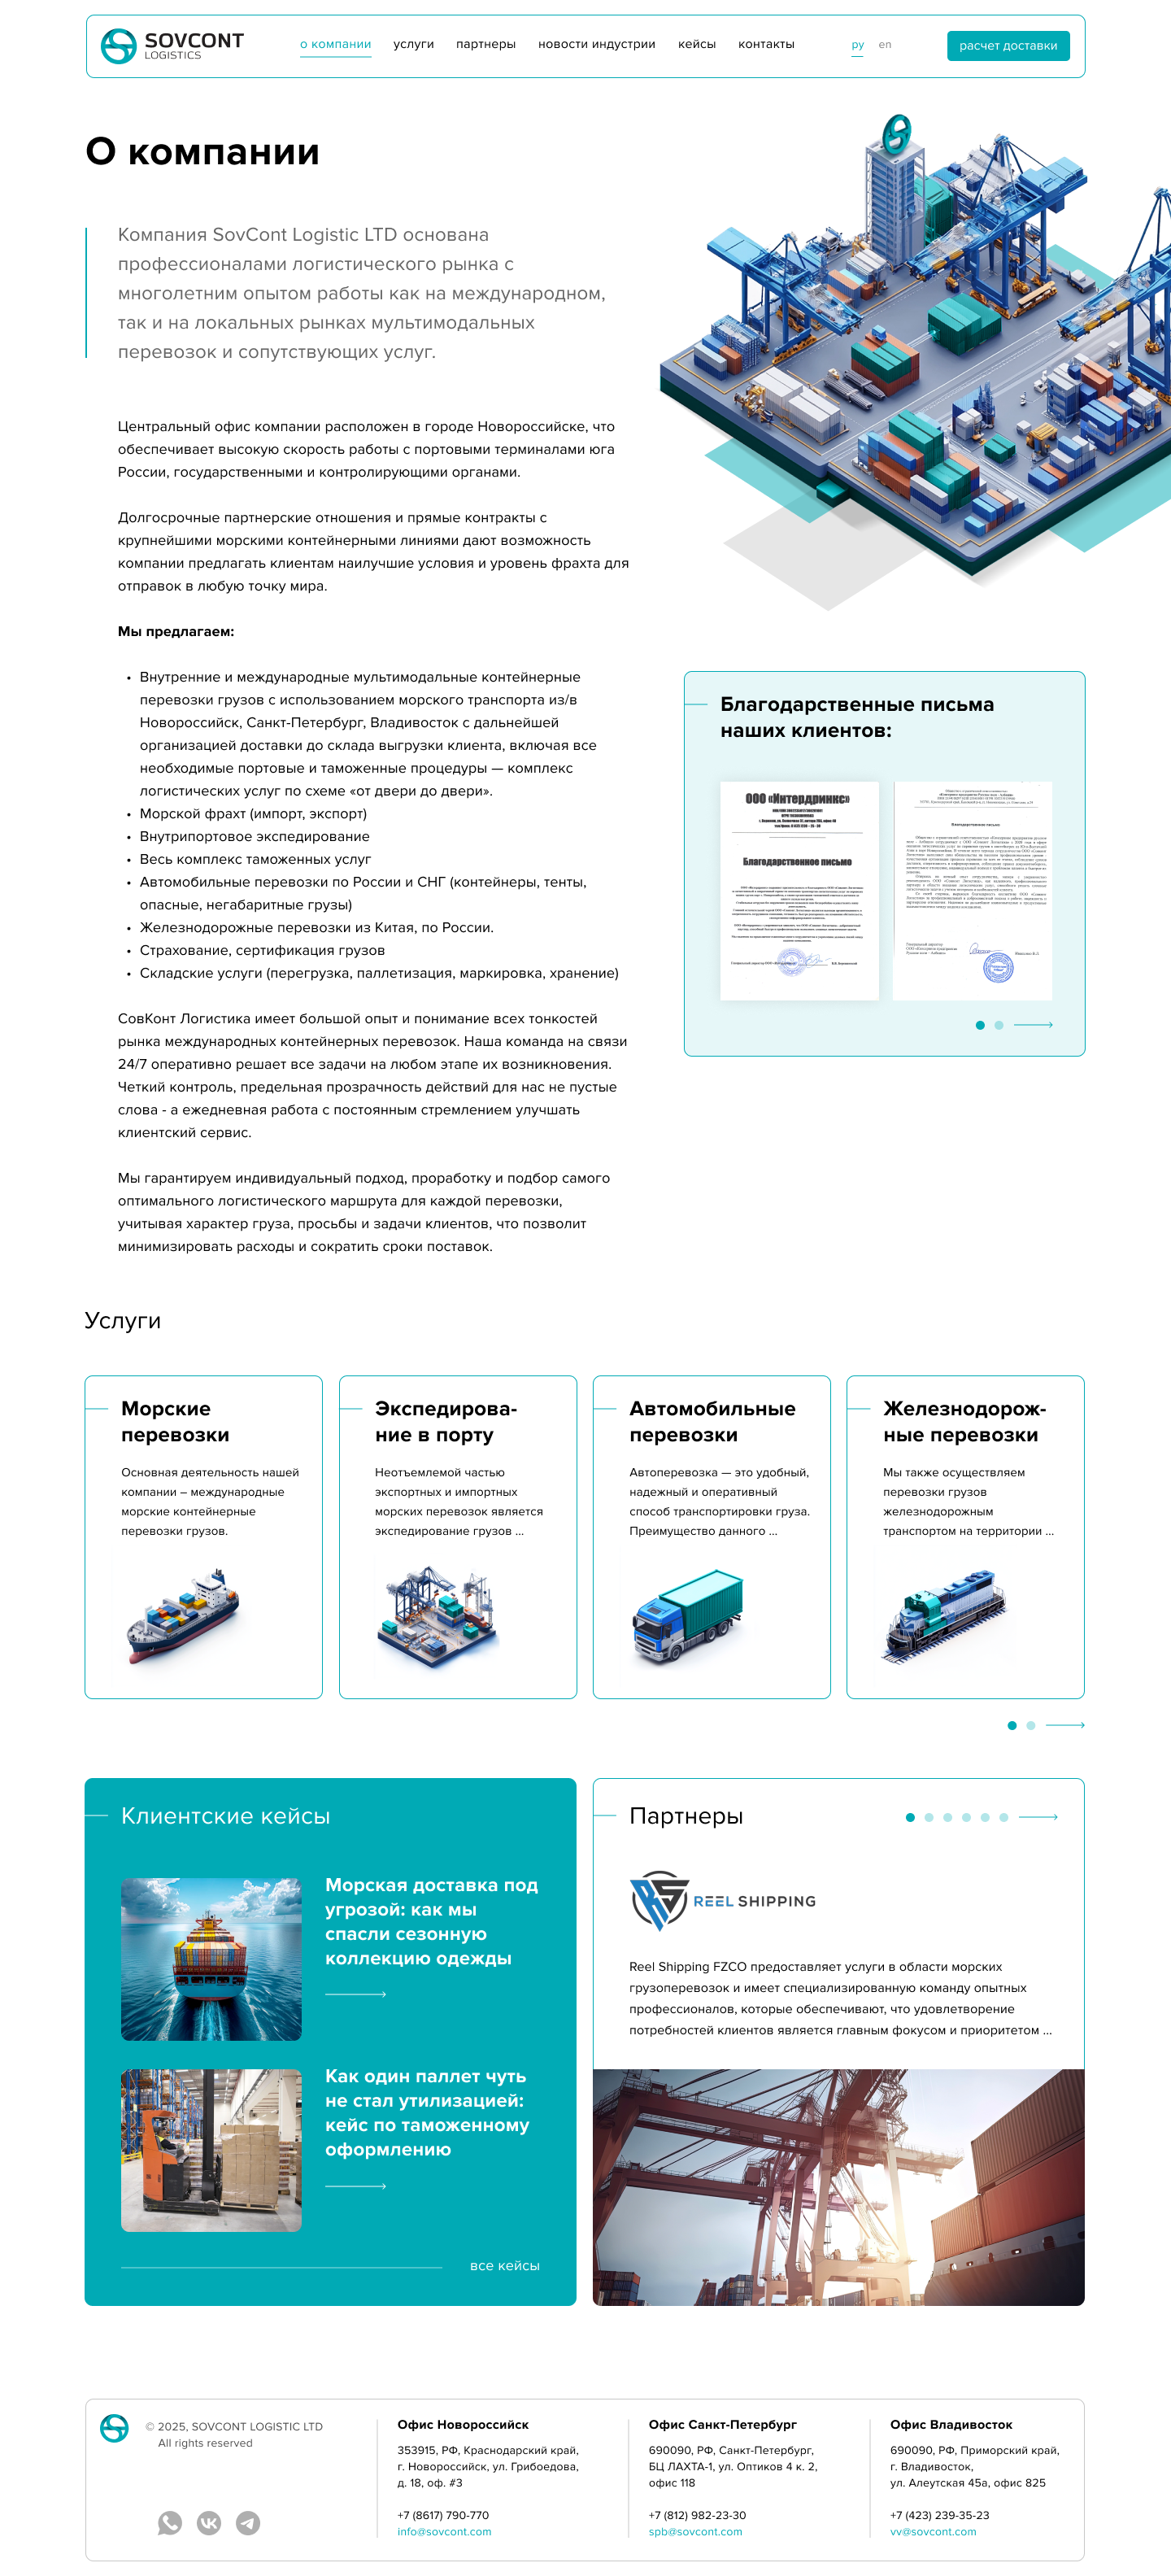 SOVCONT
LOGISTICS
о компании
услуги
партнеры
новости индустрии
кейсы
контакты
ру
en
расчет доставки
О компании
Компания SovCont Logistic LTD основана
профессионалами логистического рынка с
многолетним опытом работы как на международном,
так и на локальных рынках мультимодальных
перевозок и сопутствующих услуг.
Центральный офис компании расположен в городе Новороссийске, что
обеспечивает высокую скорость работы с портовыми терминалами юга
России, государственными и контролирующими органами.
Долгосрочные партнерские отношения и прямые контракты с
крупнейшими морскими контейнерными линиями дают возможность
компании предлагать клиентам наилучшие условия и уровень фрахта для
отправок в любую точку мира.
Мы предлагаем:
• Внутренние и международные мультимодальные контейнерные
перевозки грузов с использованием морского транспорта из/в
Новороссийск, Санкт-Петербург, Владивосток с дальнейшей
организацией доставки до склада выгрузки клиента, включая все
необходимые портовые и таможенные процедуры — комплекс
логистических услуг по схеме «от двери до двери».
• Морской фрахт (импорт, экспорт)
• Внутрипортовое экспедирование
• Весь комплекс таможенных услуг
• Автомобильные перевозки по России и СНГ (контейнеры, тенты,
опасные, негабаритные грузы)
• Железнодорожные перевозки из Китая, по России.
• Страхование, сертификация грузов
• Складские услуги (перегрузка, паллетизация, маркировка, хранение)
СовКонт Логистика имеет большой опыт и понимание всех тонкостей
рынка международных контейнерных перевозок. Наша команда на связи
24/7 оперативно решает все задачи на любом этапе их возникновения.
Четкий контроль, предельная прозрачность действий для нас не пустые
слова - а ежедневная работа с постоянным стремлением улучшать
клиентский сервис.
Мы гарантируем индивидуальный подход, проработку и подбор самого
оптимального логистического маршрута для каждой перевозки,
учитывая характер груза, просьбы и задачи клиентов, что позволит
минимизировать расходы и сократить сроки поставок.
Благодарственные письма
наших клиентов:
ООО «Интердринкс»
Благодарственное письмо
Благодарственное письмо
Услуги
Морские
перевозки
Основная деятельность нашей
компании – международные
морские контейнерные
перевозки грузов.
Экспедирова-
ние в порту
Неотъемлемой частью
экспортных и импортных
морских перевозок является
экспедирование грузов ...
Автомобильные
перевозки
Автоперевозка — это удобный,
надежный и оперативный
способ транспортировки груза.
Преимущество данного ...
Железнодорож-
ные перевозки
Мы также осуществляем
перевозки грузов
железнодорожным
транспортом на территории ...
Клиентские кейсы
Морская доставка под
угрозой: как мы
спасли сезонную
коллекцию одежды
Как один паллет чуть
не стал утилизацией:
кейс по таможенному
оформлению
все кейсы
Партнеры
REEL SHIPPING
Reel Shipping FZCO предоставляет услуги в области морских
грузоперевозок и имеет специализированную команду опытных
профессионалов, которые обеспечивают, что удовлетворение
потребностей клиентов является главным фокусом и приоритетом ...
© 2025, SOVCONT LOGISTIC LTD
All rights reserved
Офис Новороссийск
353915, РФ, Краснодарский край,
г. Новороссийск, ул. Грибоедова,
д. 18, оф. #3
+7 (8617) 790-770
info@sovcont.com
Офис Санкт-Петербург
690090, РФ, Санкт-Петербург,
БЦ ЛАХТА-1, ул. Оптиков 4 к. 2,
офис 118
+7 (812) 982-23-30
spb@sovcont.com
Офис Владивосток
690090, РФ, Приморский край,
г. Владивосток,
ул. Алеутская 45а, офис 825
+7 (423) 239-35-23
vv@sovcont.com